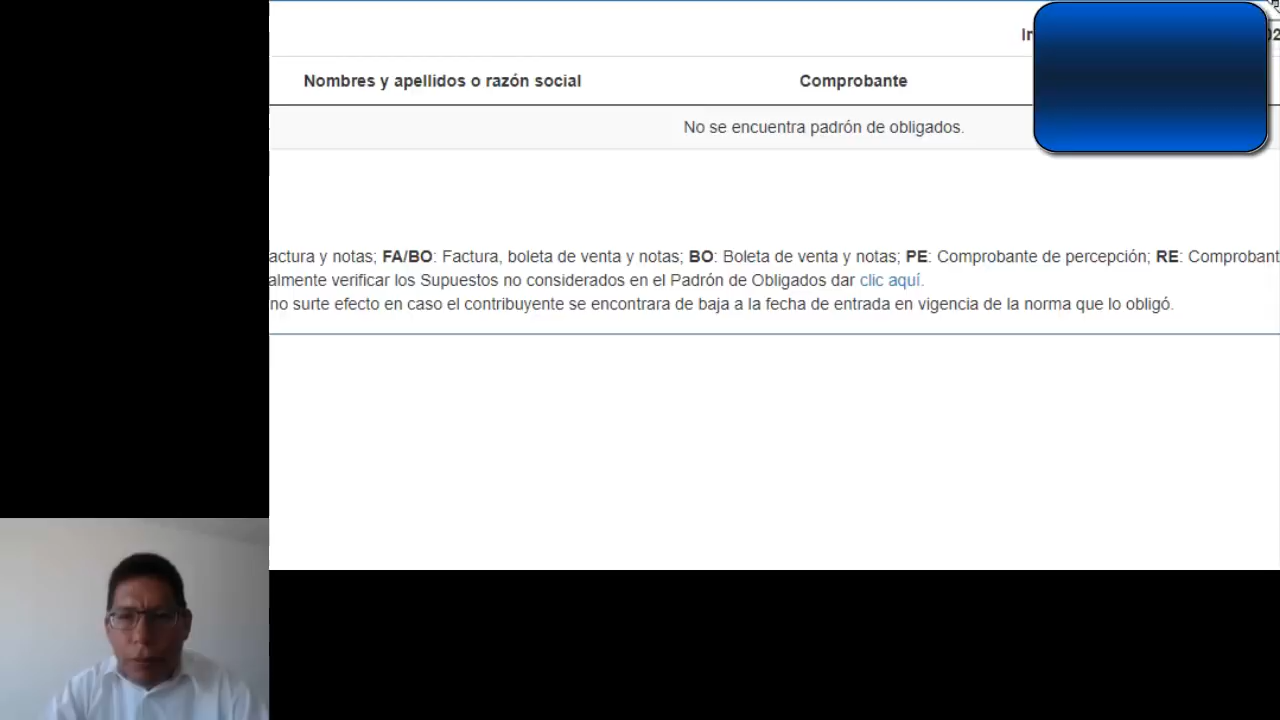 Nombres y apellidos o razón social Comprobante
No se encuentra padrón de obligados.
actura y notas; FA/BO: Factura, boleta de venta y notas; BO: Boleta de venta y notas; PE: Comprobante de percepción; RE: Comprobant
almente verificar los Supuestos no considerados en el Padrón de Obligados dar clic aquí.
no surte efecto en caso el contribuyente se encontrara de baja a la fecha de entrada en vigencia de la norma que lo obligó.